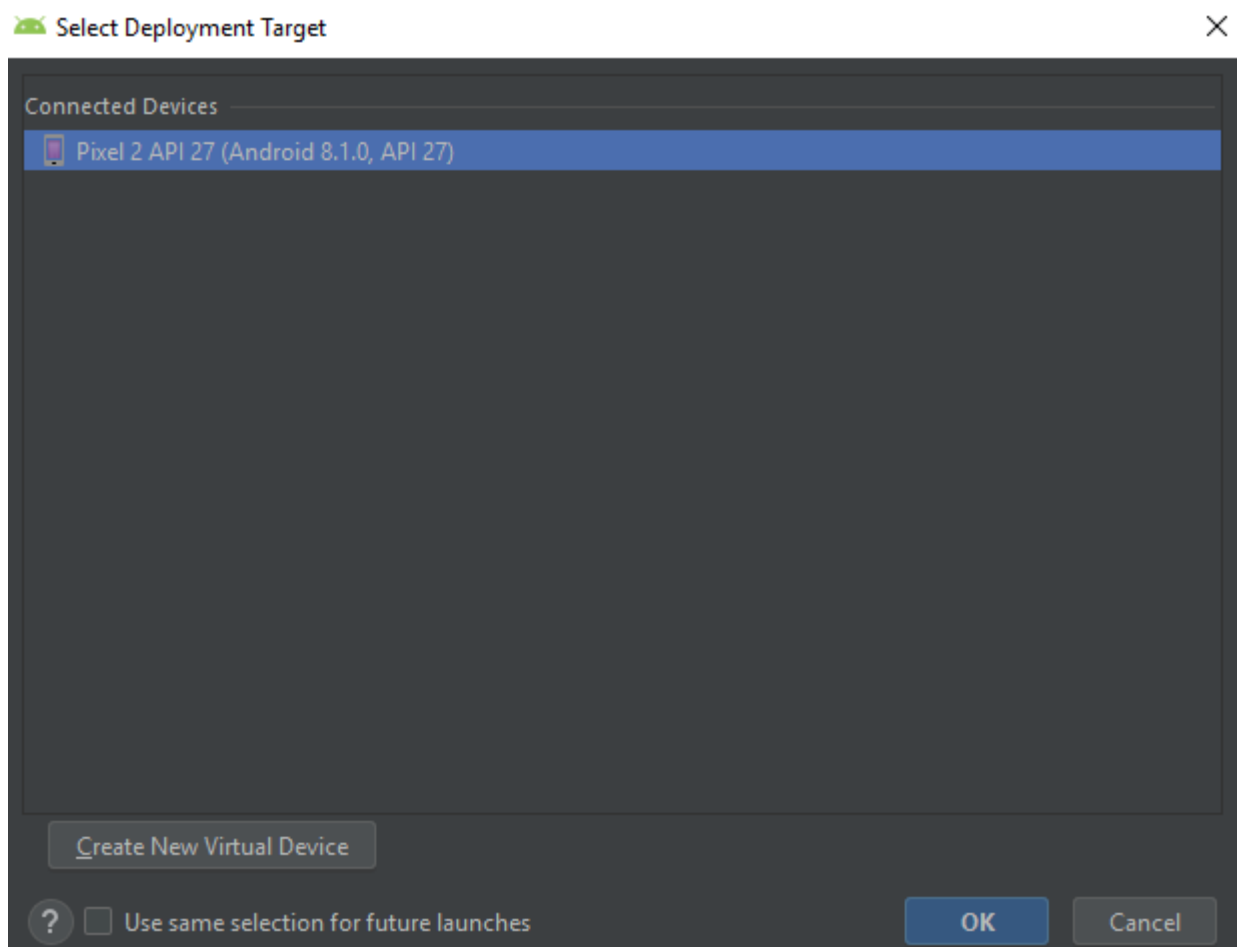 Select Deployment Target
Connected Devices
Pixel 2 API 27 (Android 8.1.0, API 27)
Create New Virtual Device
? Use same selection for future launches OK Cancel